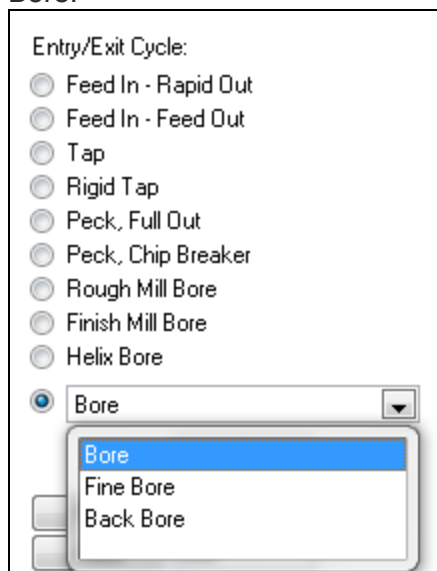 Bore.
Entry/Exit Cycle:
Feed In - Rapid Out
Feed In - Feed Out
Tap
Rigid Tap
Peck, Full Out
Peck, Chip Breaker
Rough Mill Bore
Finish Mill Bore
Helix Bore
Bore
Bore
Fine Bore
Back Bore